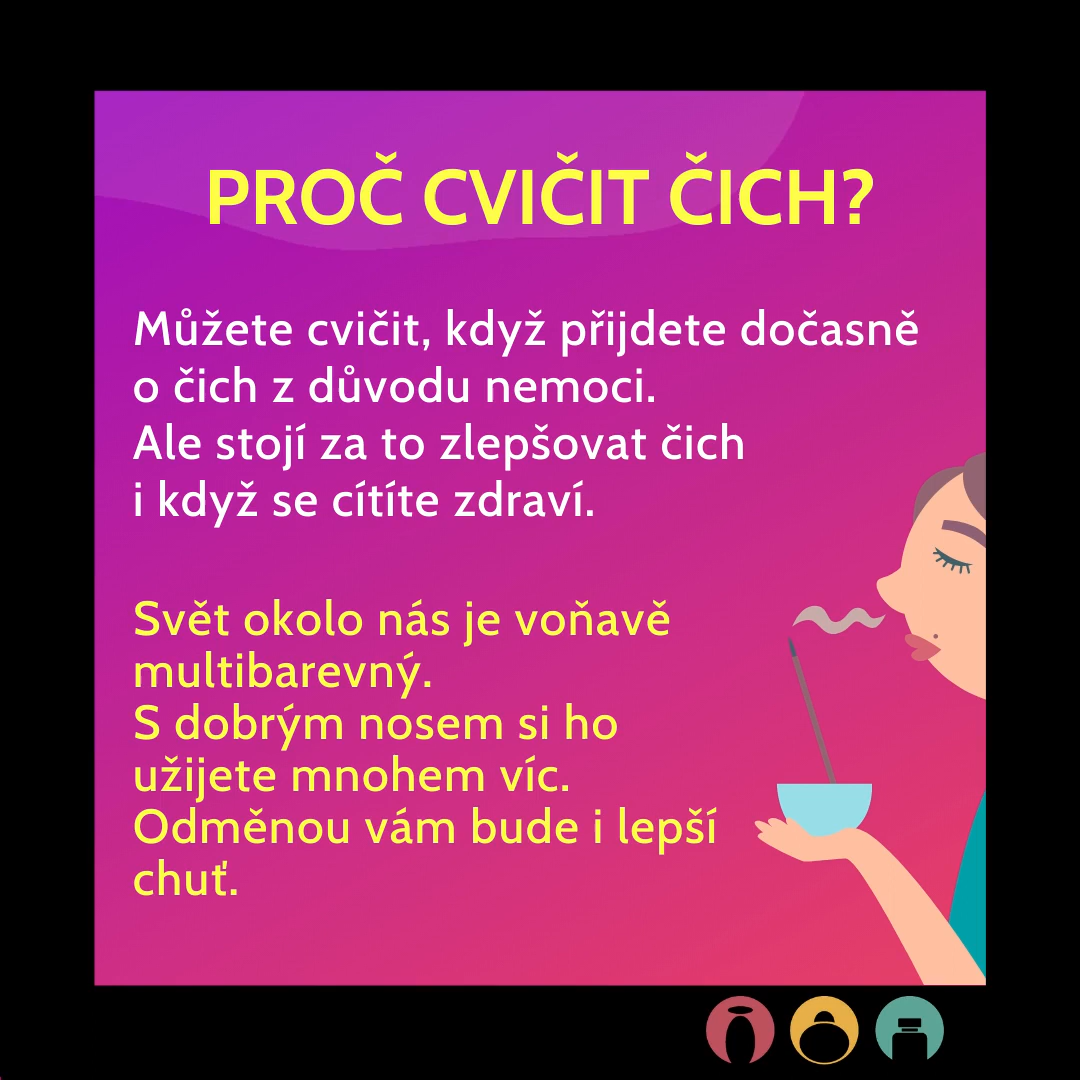 PROČ CVIČIT ČICH?
Můžete cvičit, když přijdete dočasně
o čich z důvodu nemoci.
Ale stojí za to zlepšovat čich
i když se cítíte zdraví.
Svět okolo nás je voňavě
multibarevný.
S dobrým nosem si ho
užijete mnohem víc.
Odměnou vám bude i lepší
chuť.